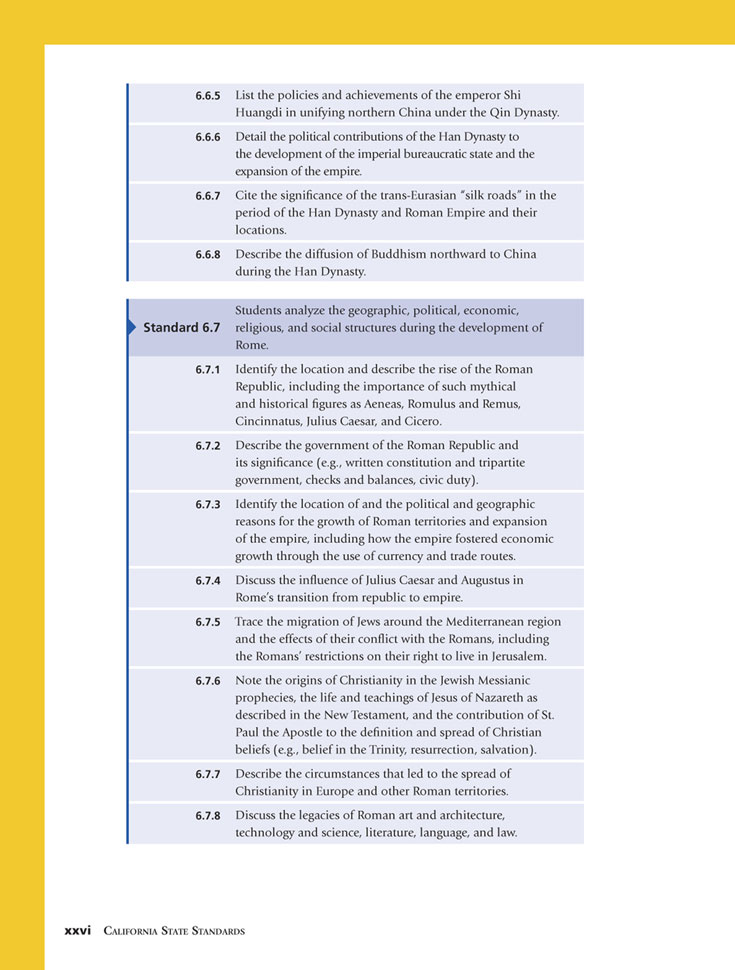 6.6.5 List the policies and achievements of the emperor Shi
Huangdi in unifying northern China under the Qin Dynasty.
6.6.6 Detail the political contributions of the Han Dynasty to
the development of the imperial bureaucratic state and the
expansion of the empire.
6.6.7 Cite the significance of the trans-Eurasian “silk roads” in the
period of the Han Dynasty and Roman Empire and their
locations.
6.6.8 Describe the diffusion of Buddhism northward to China
during the Han Dynasty.
Students analyze the geographic, political, economic,
Standard 6.7 religious, and social structures during the development of
Rome.
6.7.1 Identify the location and describe the rise of the Roman
Republic, including the importance of such mythical
and historical figures as Aeneas, Romulus and Remus,
Cincinnatus, Julius Caesar, and Cicero.
6.7.2 Describe the government of the Roman Republic and
its significance (e.g., written constitution and tripartite
government, checks and balances, civic duty).
6.7.3 Identify the location of and the political and geographic
reasons for the growth of Roman territories and expansion
of the empire, including how the empire fostered economic
growth through the use of currency and trade routes.
6.7.4 Discuss the influence of Julius Caesar and Augustus in
Rome’s transition from republic to empire.
6.7.5 Trace the migration of Jews around the Mediterranean region
and the effects of their conflict with the Romans, including
the Romans’ restrictions on their right to live in Jerusalem.
6.7.6 Note the origins of Christianity in the Jewish Messianic
prophecies, the life and teachings of Jesus of Nazareth as
described in the New Testament, and the contribution of St.
Paul the Apostle to the definition and spread of Christian
beliefs (e.g., belief in the Trinity, resurrection, salvation).
6.7.7 Describe the circumstances that led to the spread of
Christianity in Europe and other Roman territories.
6.7.8 Discuss the legacies of Roman art and architecture,
technology and science, literature, language, and law.
xxvi CALIFORNIA STATE STANDARDS